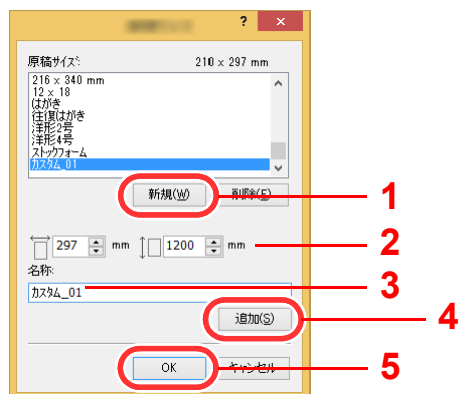 ? ×
原稿サイズ: 210 x 297 mm
216 x 340 mm
12 x 18
はがき
往復はがき
洋形2号
洋形4号
ストックフォーム
カスタム_01
新規(W) 削除(E)
1
297 mm 1200 mm
2
名称:
カスタム_01
3
追加(S)
4
OK キャンセル
5